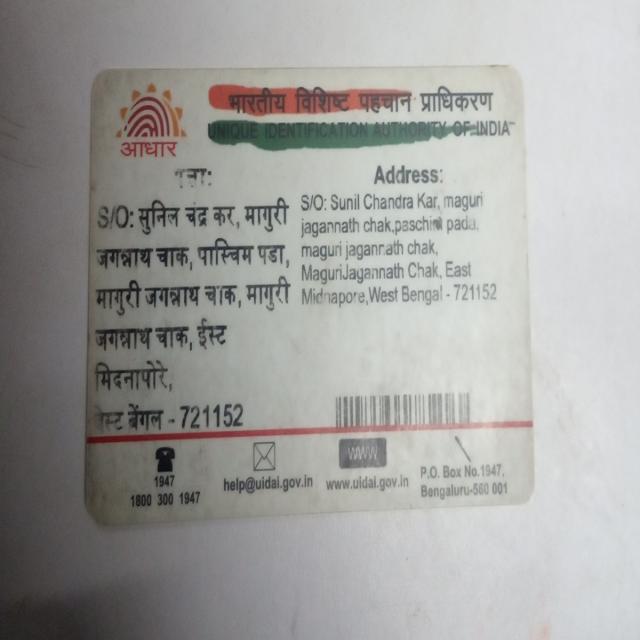 भारतीय विशिष्ट पहचान प्राधिकरण
UNIQUE IDENTIFICATION AUTHORITY OF INDIA
आधार
Address:
S/O: सुनिल चंद्र कर, मागुरी
जगन्नाथ चाक, पास्चिम पडा,
मागुरी जगन्नाथ चाक, मागुरी
जगन्नाथ चाक, ईस्ट
मिदनापोरे,
वेस्ट बेंगल - 721152
S/O: Sunil Chandra Kar, maguri
jagannath chak,paschim pada,
maguri jagannath chak,
MaguriJagannath Chak, East
Midnapore,West Bengal - 721152
1947
1800 300 1947
help@uidai.gov.in
WWW
www.uidai.gov.in
P.O. Box No.1947,
Bengaluru-560 001